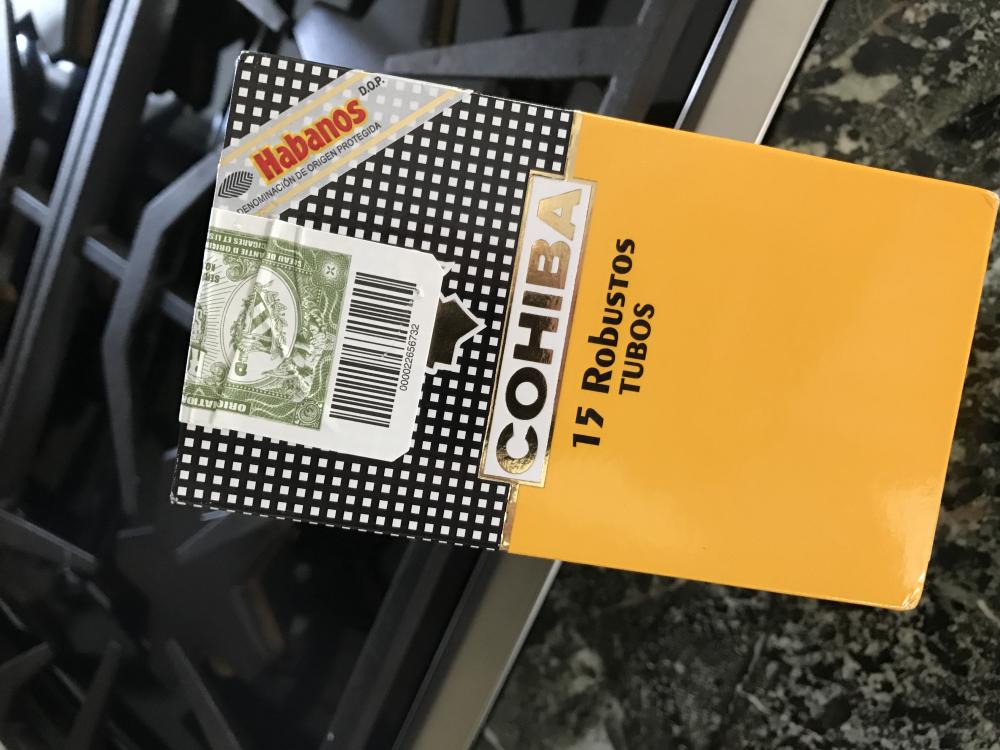 Habanos
D.O.P.
DENOMINACIÓN DE ORIGEN PROTEGIDA
000022656732
COHIBA
15 Robustos
TUBOS